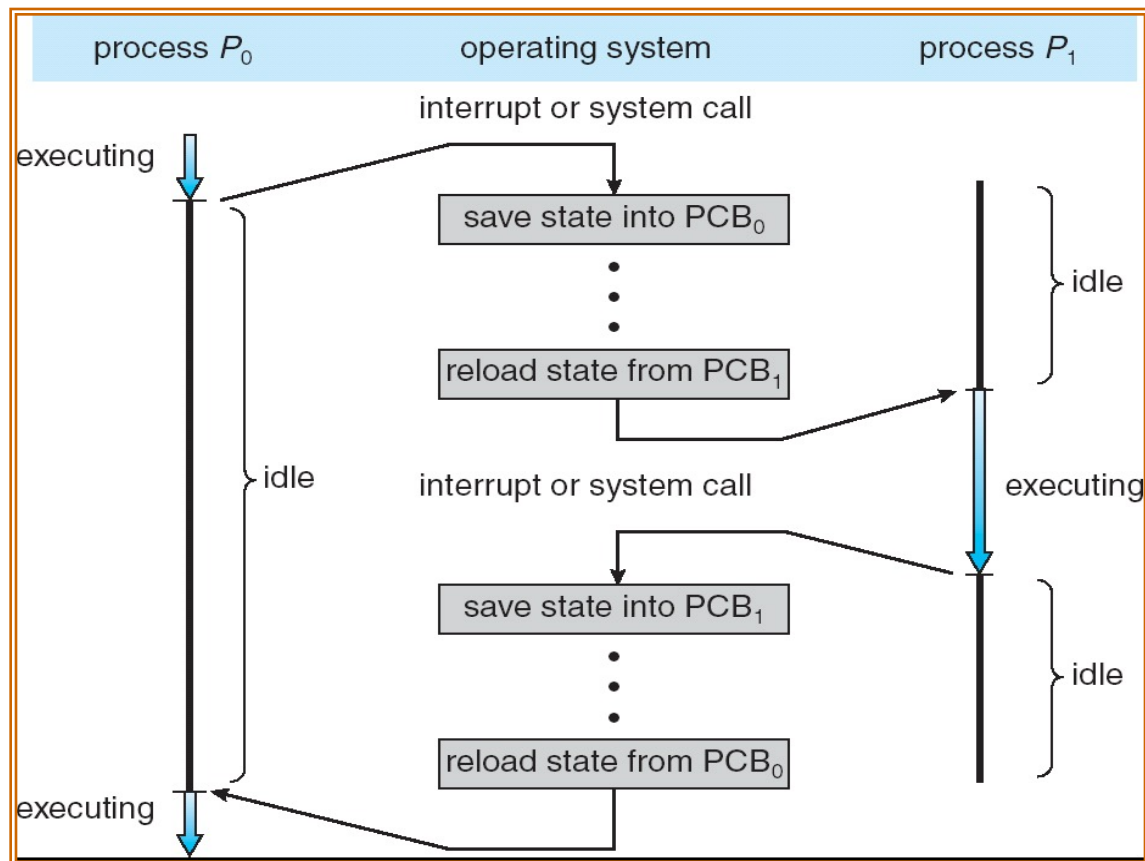 process P₀ operating system process P₁
interrupt or system call
executing
save state into PCB₀
idle
reload state from PCB₁
idle
interrupt or system call
executing
save state into PCB₁
idle
reload state from PCB₀
executing